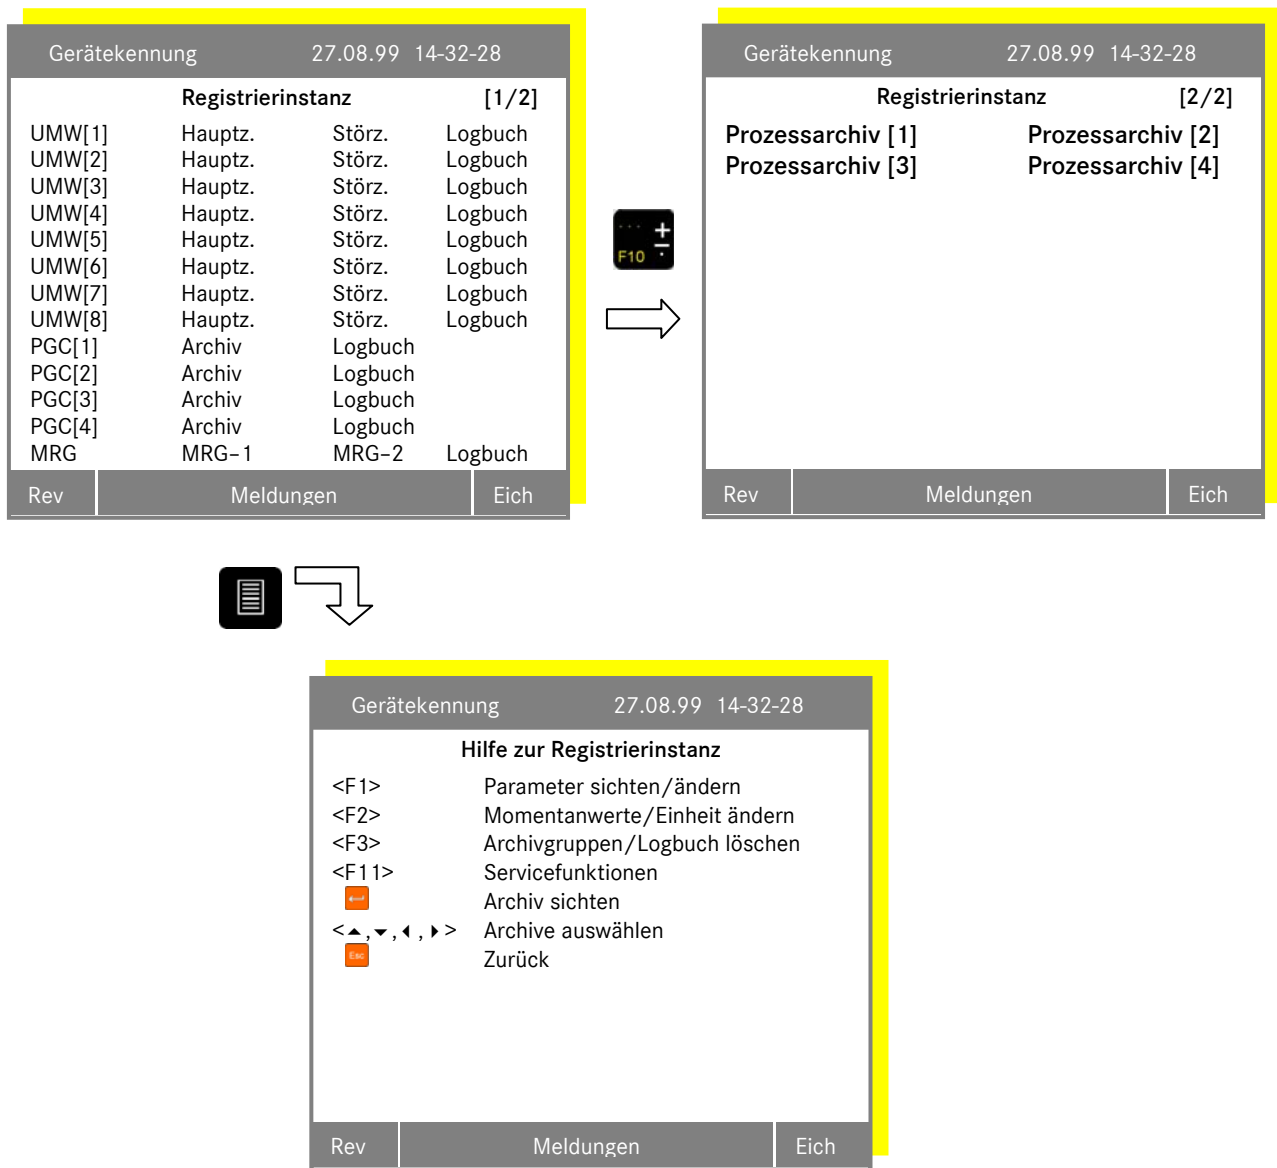 Gerätekennung 27.08.99 14-32-28
Registrierinstanz [1/2]
UMW[1] Hauptz. Störz. Logbuch
UMW[2] Hauptz. Störz. Logbuch
UMW[3] Hauptz. Störz. Logbuch
UMW[4] Hauptz. Störz. Logbuch
UMW[5] Hauptz. Störz. Logbuch
UMW[6] Hauptz. Störz. Logbuch
UMW[7] Hauptz. Störz. Logbuch
UMW[8] Hauptz. Störz. Logbuch
PGC[1] Archiv Logbuch
PGC[2] Archiv Logbuch
PGC[3] Archiv Logbuch
PGC[4] Archiv Logbuch
MRG MRG-1 MRG-2 Logbuch
Rev Meldungen Eich
... ±
F10 .
Gerätekennung 27.08.99 14-32-28
Registrierinstanz [2/2]
Prozessarchiv [1] Prozessarchiv [2]
Prozessarchiv [3] Prozessarchiv [4]
Rev Meldungen Eich
Gerätekennung 27.08.99 14-32-28
Hilfe zur Registrierinstanz
<F1> Parameter sichten/ändern
<F2> Momentanwerte/Einheit ändern
<F3> Archivgruppen/Logbuch löschen
<F11> Servicefunktionen
Archiv sichten
<▲,▼,◀,▶> Archive auswählen
Esc Zurück
Rev Meldungen Eich